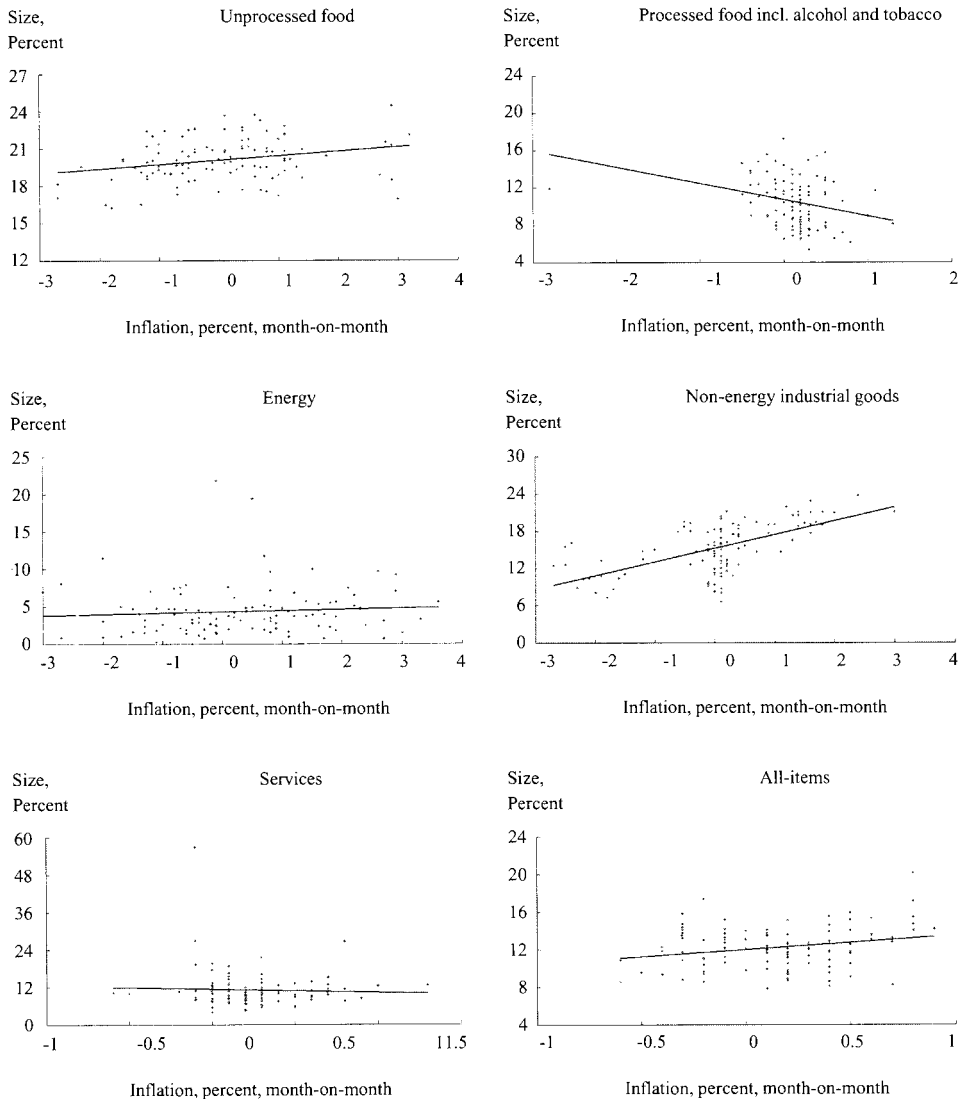 Size,
Percent
Unprocessed food
27
24
21
18
15
12
-3 -2 -1 0 1 2 3 4
Inflation, percent, month-on-month
Size,
Percent
Processed food incl. alcohol and tobacco
24
20
16
12
8
4
-3 -2 -1 0 1 2
Inflation, percent, month-on-month
Size,
Percent
Energy
25
20
15
10
5
0
-3 -2 -1 0 1 2 3 4
Inflation, percent, month-on-month
Size,
Percent
Non-energy industrial goods
30
24
18
12
6
0
-3 -2 -1 0 1 2 3 4
Inflation, percent, month-on-month
Size,
Percent
Services
60
48
36
24
12
0
-1 -0.5 0 0.5 11.5
Inflation, percent, month-on-month
Size,
Percent
All-items
24
20
16
12
8
4
-1 -0.5 0 0.5 1
Inflation, percent, month-on-month